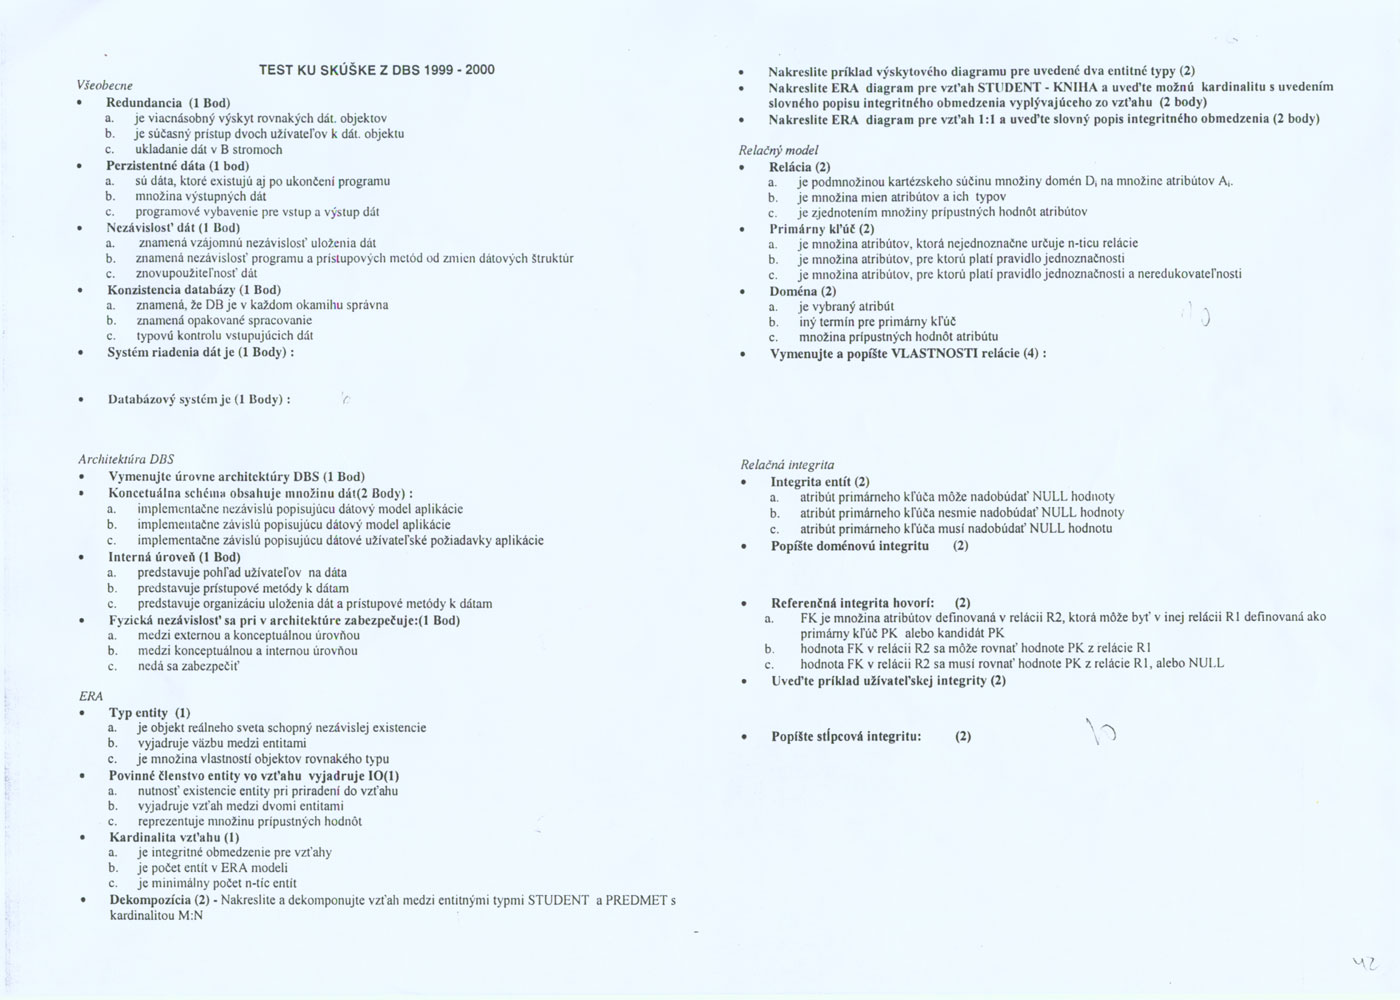 TEST KU SKÚŠKE Z DBS 1999 - 2000
Všeobecne
• Redundancia (1 Bod)
a. je viacnásobný výskyt rovnakých dát. objektov
b. je súčasný prístup dvoch užívateľov k dát. objektu
c. ukladanie dát v B stromoch
• Perzistentné dáta (1 bod)
a. sú dáta, ktoré existujú aj po ukončení programu
b. množina výstupných dát
c. programové vybavenie pre vstup a výstup dát
• Nezávislosť dát (1 Bod)
a. znamená vzájomnú nezávislosť uloženia dát
b. znamená nezávislosť programu a prístupových metód od zmien dátových štruktúr
c. znovupoužiteľnosť dát
• Konzistencia databázy (1 Bod)
a. znamená, že DB je v každom okamihu správna
b. znamená opakované spracovanie
c. typovú kontrolu vstupujúcich dát
• Systém riadenia dát je (1 Body) :
• Databázový systém je (1 Body) :
Architektúra DBS
• Vymenujte úrovne architektúry DBS (1 Bod)
• Koncetuálna schéma obsahuje množinu dát(2 Body) :
a. implementačne nezávislú popisujúcu dátový model aplikácie
b. implementačne závislú popisujúcu dátový model aplikácie
c. implementačne závislú popisujúcu dátové užívateľské požiadavky aplikácie
• Interná úroveň (1 Bod)
a. predstavuje pohľad užívateľov na dáta
b. predstavuje prístupové metódy k dátam
c. predstavuje organizáciu uloženia dát a prístupové metódy k dátam
• Fyzická nezávislosť sa pri v architektúre zabezpečuje:(1 Bod)
a. medzi externou a konceptuálnou úrovňou
b. medzi konceptuálnou a internou úrovňou
c. nedá sa zabezpečiť
ERA
• Typ entity (1)
a. je objekt reálneho sveta schopný nezávislej existencie
b. vyjadruje väzbu medzi entitami
c. je množina vlastností objektov rovnakého typu
• Povinné členstvo entity vo vzťahu vyjadruje IO(1)
a. nutnosť existencie entity pri priradení do vzťahu
b. vyjadruje vzťah medzi dvomi entitami
c. reprezentuje množinu prípustných hodnôt
• Kardinalita vzťahu (1)
a. je integritné obmedzenie pre vzťahy
b. je počet entít v ERA modeli
c. je minimálny počet n-tíc entít
• Dekompozícia (2) - Nakreslite a dekomponujte vzťah medzi entitnými typmi STUDENT a PREDMET s
kardinalitou M:N
• Nakreslite príklad výskytového diagramu pre uvedené dva entitné typy (2)
• Nakreslite ERA diagram pre vzťah STUDENT - KNIHA a uveďte možnú kardinalitu s uvedením
slovného popisu integritného obmedzenia vyplývajúceho zo vzťahu (2 body)
• Nakreslite ERA diagram pre vzťah 1:1 a uveďte slovný popis integritného obmedzenia (2 body)
Relačný model
• Relácia (2)
a. je podmnožinou kartézskeho súčinu množiny domén Di na množine atribútov Ai.
b. je množina mien atribútov a ich typov
c. je zjednotením množiny prípustných hodnôt atribútov
• Primárny kľúč (2)
a. je množina atribútov, ktorá nejednoznačne určuje n-ticu relácie
b. je množina atribútov, pre ktorú platí pravidlo jednoznačnosti
c. je množina atribútov, pre ktorú platí pravidlo jednoznačnosti a neredukovateľnosti
• Doména (2)
a. je vybraný atribút
b. iný termín pre primárny kľúč
c. množina prípustných hodnôt atribútu
• Vymenujte a popíšte VLASTNOSTI relácie (4) :
Relačná integrita
• Integrita entít (2)
a. atribút primárneho kľúča môže nadobúdať NULL hodnoty
b. atribút primárneho kľúča nesmie nadobúdať NULL hodnoty
c. atribút primárneho kľúča musí nadobúdať NULL hodnotu
• Popíšte doménovú integritu (2)
• Referenčná integrita hovorí: (2)
a. FK je množina atribútov definovaná v relácii R2, ktorá môže byť v inej relácii R1 definovaná ako
primárny kľúč PK alebo kandidát PK
b. hodnota FK v relácii R2 sa môže rovnať hodnote PK z relácie R1
c. hodnota FK v relácii R2 sa musí rovnať hodnote PK z relácie R1, alebo NULL
• Uveďte príklad užívateľskej integrity (2)
• Popíšte stĺpcová integritu: (2)
42